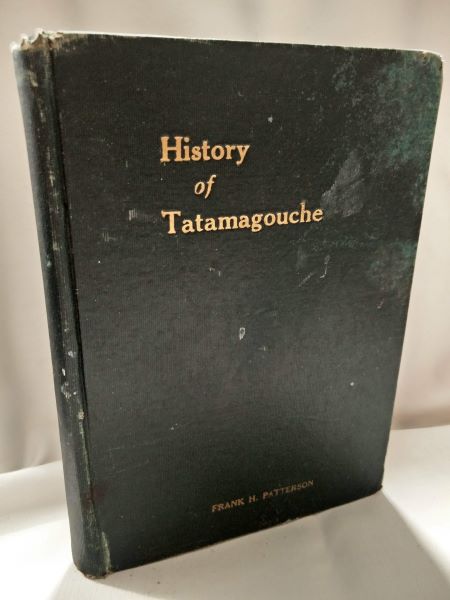 History
of
Tatamagouche
FRANK H. PATTERSON